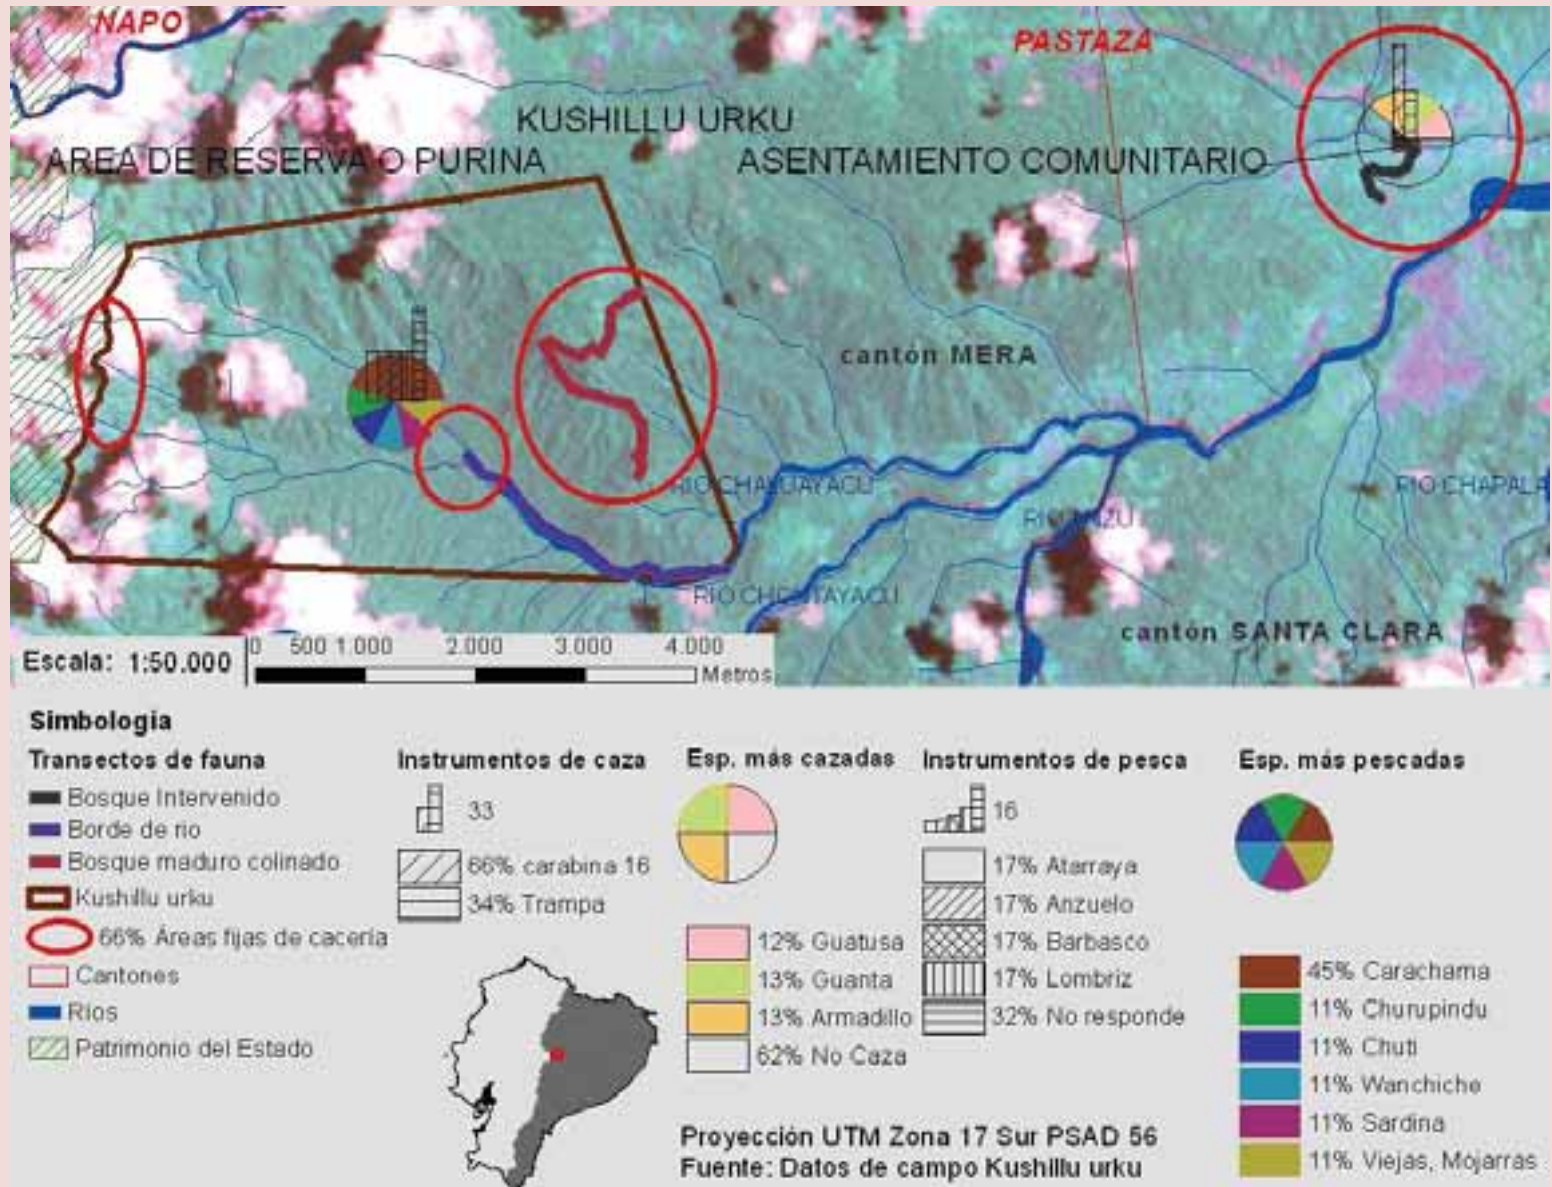 NAPO
PASTAZA
KUSHILLU URKU
AREA DE RESERVA O PURINA
ASENTAMIENTO COMUNITARIO
cantón MERA
RIO CHALUAYACU
RIO CHAPALA
RIO ANZU
RIO CHONTAYACU
cantón SANTA CLARA
Escala: 1:50.000
0 500 1.000 2.000 3.000 4.000
Metros
Simbología
Transectos de fauna
Bosque Intervenido
Borde de rio
Bosque maduro colinado
Kushillu urku
66% Áreas fijas de cacería
Cantones
Ríos
Patrimonio del Estado
Instrumentos de caza
33
66% carabina 16
34% Trampa
Esp. más cazadas
12% Guatusa
13% Guanta
13% Armadillo
62% No Caza
Instrumentos de pesca
16
17% Atarraya
17% Anzuelo
17% Barbasco
17% Lombriz
32% No responde
Esp. más pescadas
45% Carachama
11% Churupindu
11% Chuti
11% Wanchiche
11% Sardina
11% Viejas, Mojarras
Proyección UTM Zona 17 Sur PSAD 56
Fuente: Datos de campo Kushillu urku